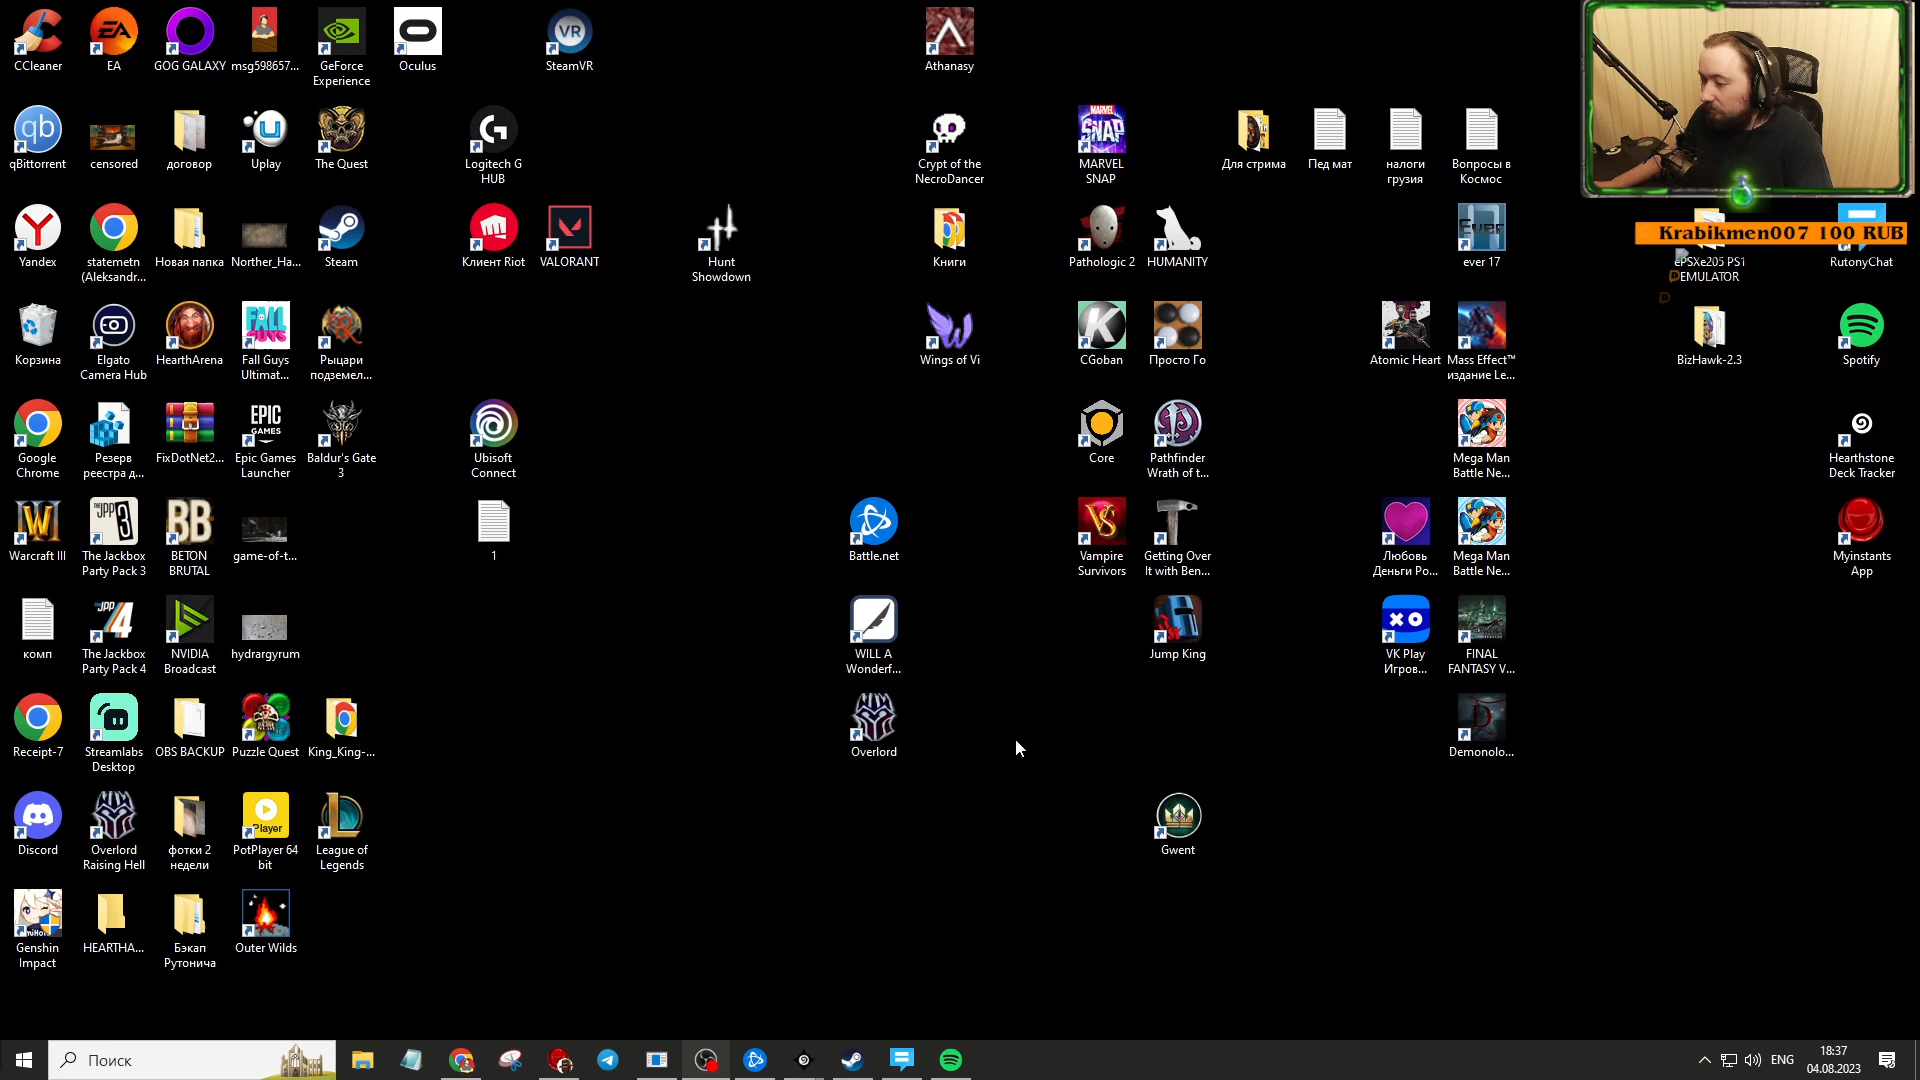 CCleaner
EA
GOG GALAXY
msg598657...
GeForce
Experience
Oculus
SteamVR
Athanasy
qBittorrent
censored
договор
Uplay
The Quest
Logitech G
HUB
Crypt of the
NecroDancer
MARVEL
SNAP
Для стрима
Пед мат
налоги
грузия
Вопросы в
Космос
Krabikmen007 100 RUB
Yandex
statemetn
(Aleksandr...
Новая папка
Norther_Ha...
Steam
Клиент Riot
VALORANT
Hunt
Showdown
Книги
Pathologic 2
HUMANITY
ever 17
ePSXe205 PS1
EMULATOR
RutonyChat
Корзина
Elgato
Camera Hub
HearthArena
Fall Guys
Ultimat...
Рыцари
подземел...
Wings of Vi
CGoban
Просто Го
Atomic Heart
Mass Effect™
издание Le...
BizHawk-2.3
Spotify
Google
Chrome
Резерв
реестра д...
FixDotNet2...
Epic Games
Launcher
Baldur's Gate
3
Ubisoft
Connect
Core
Pathfinder
Wrath of t...
Mega Man
Battle Ne...
Hearthstone
Deck Tracker
Warcraft III
The Jackbox
Party Pack 3
BETON
BRUTAL
game-of-t...
1
Battle.net
Vampire
Survivors
Getting Over
It with Ben...
Любовь
Деньги Ро...
Mega Man
Battle Ne...
Myinstants
App
комп
The Jackbox
Party Pack 4
NVIDIA
Broadcast
hydrargyrum
WILL A
Wonderf...
Jump King
VK Play
Игров...
FINAL
FANTASY V...
Receipt-7
Streamlabs
Desktop
OBS BACKUP
Puzzle Quest
King_King-...
Overlord
Demonolo...
Discord
Overlord
Raising Hell
фотки 2
недели
PotPlayer 64
bit
League of
Legends
Gwent
Genshin
Impact
HEARTHA...
Бэкап
Рутонича
Outer Wilds
Поиск
ENG
18:37
04.08.2023